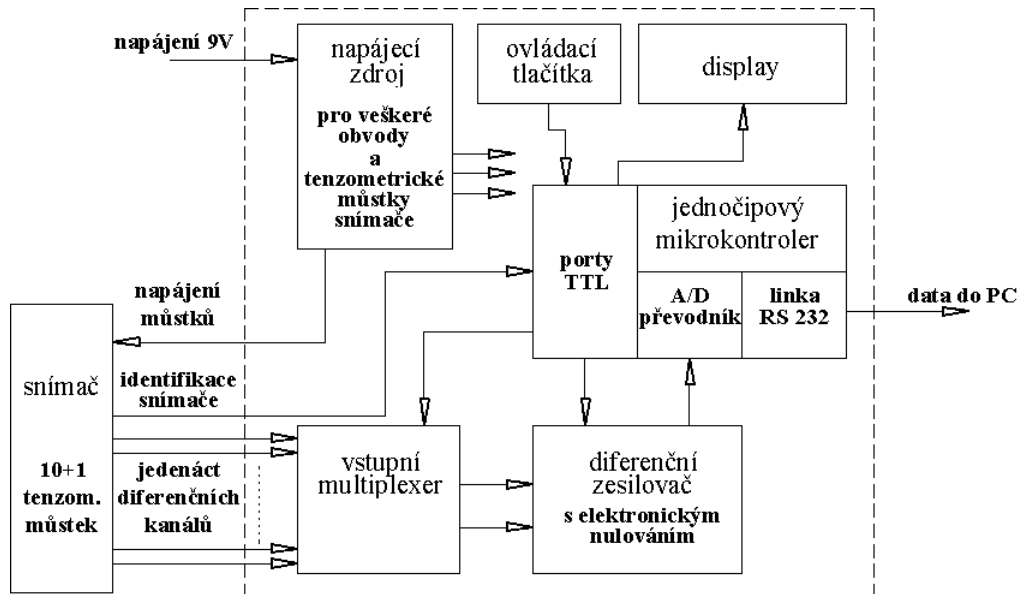 napájení 9V
napájecí
zdroj
pro veškeré
obvody
a
tenzometrické
můstky
snímače
ovládací
tlačítka
display
jednočipový
mikrokontroler
porty
TTL
A/D
převodník
linka
RS 232
data do PC
napájení
můstků
snímač
10+1
tenzom.
můstek
identifikace
snímače
jedenáct
diferenčních
kanálů
vstupní
multiplexer
diferenční
zesilovač
s elektronickým
nulováním